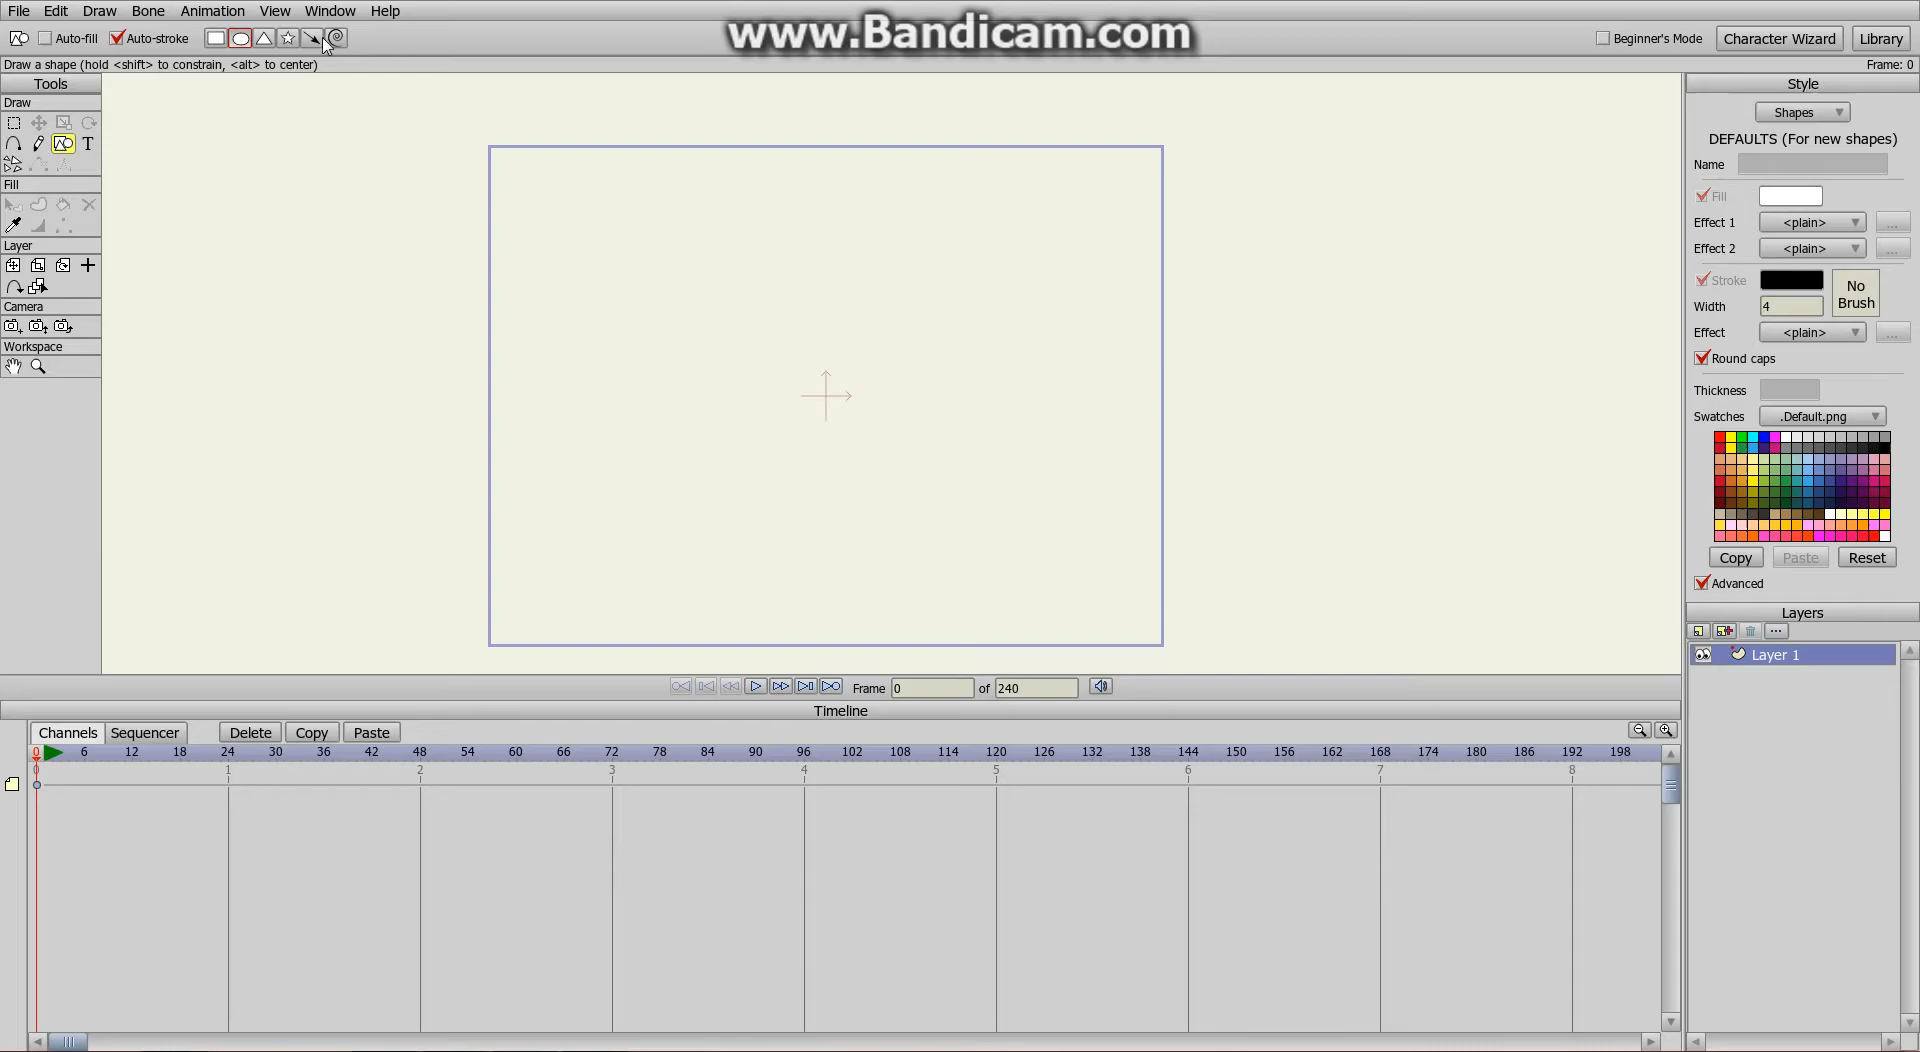 File Edit Draw Bone Animation View Window Help
www.Bandicam.com
Auto-fill Auto-stroke
Beginner's Mode Character Wizard Library
Draw a shape (hold <shift> to constrain, <alt> to center)
Frame: 0
Tools
Draw
T
Fill
Layer
Camera
Workspace
Style
Shapes
DEFAULTS (For new shapes)
Name
Fill
Effect 1 <plain> ...
Effect 2 <plain> ...
Stroke
No
Brush
Width 4
Effect <plain> ...
Round caps
Thickness
Swatches .Default.png
Copy Paste Reset
Advanced
Layers
...
Layer 1
Frame 0 of 240
Timeline
Channels Sequencer Delete Copy Paste
0 6 12 18 24 30 36 42 48 54 60 66 72 78 84 90 96 102 108 114 120 126 132 138 144 150 156 162 168 174 180 186 192 198
0 1 2 3 4 5 6 7 8